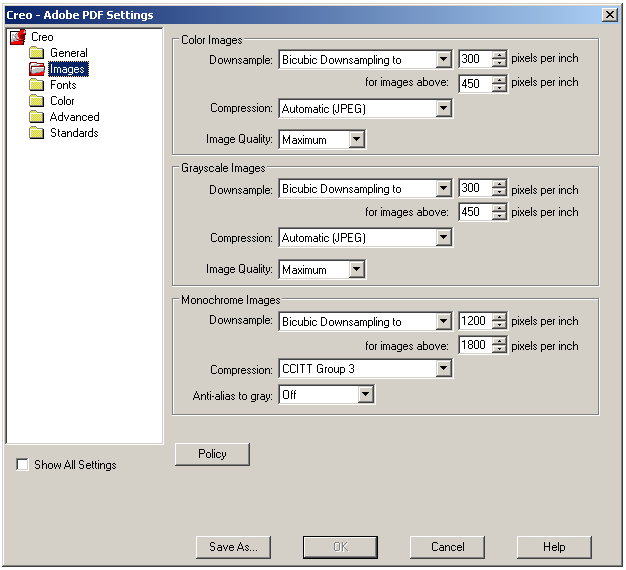 Creo - Adobe PDF Settings
Creo
General
Images
Fonts
Color
Advanced
Standards
Show All Settings
Color Images
Downsample: Bicubic Downsampling to 300 pixels per inch
for images above: 450 pixels per inch
Compression: Automatic (JPEG)
Image Quality: Maximum
Grayscale Images
Downsample: Bicubic Downsampling to 300 pixels per inch
for images above: 450 pixels per inch
Compression: Automatic (JPEG)
Image Quality: Maximum
Monochrome Images
Downsample: Bicubic Downsampling to 1200 pixels per inch
for images above: 1800 pixels per inch
Compression: CCITT Group 3
Anti-alias to gray: Off
Policy
Save As... OK Cancel Help